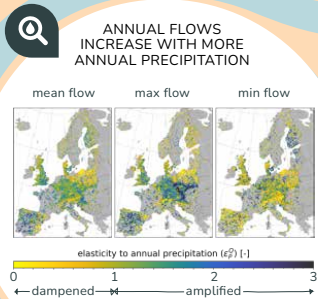 ANNUAL FLOWS
INCREASE WITH MORE
ANNUAL PRECIPITATION
mean flow max flow min flow
elasticity to annual precipitation (ε_P^Q) [-]
0 1 2 3
dampened amplified